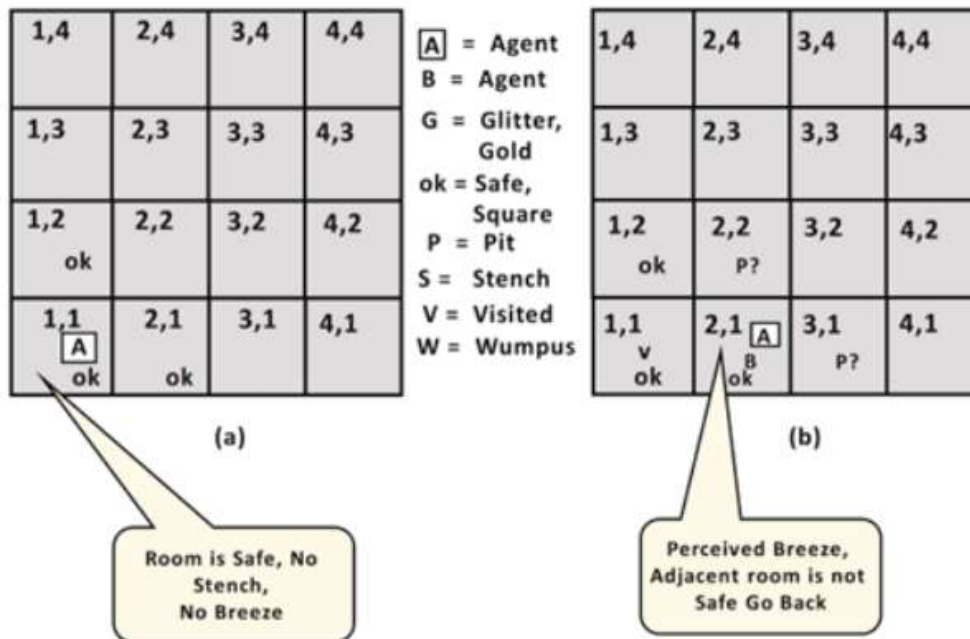 1,4 2,4 3,4 4,4
1,3 2,3 3,3 4,3
1,2 2,2 3,2 4,2
ok
1,1 2,1 3,1 4,1
A
ok ok
(a)
Room is Safe, No
Stench,
No Breeze
A = Agent
B = Agent
G = Glitter,
Gold
ok = Safe,
Square
P = Pit
S = Stench
V = Visited
W = Wumpus
1,4 2,4 3,4 4,4
1,3 2,3 3,3 4,3
1,2 2,2 3,2 4,2
ok P?
1,1 2,1 A 3,1 4,1
v B P?
ok ok
(b)
Perceived Breeze,
Adjacent room is not
Safe Go Back